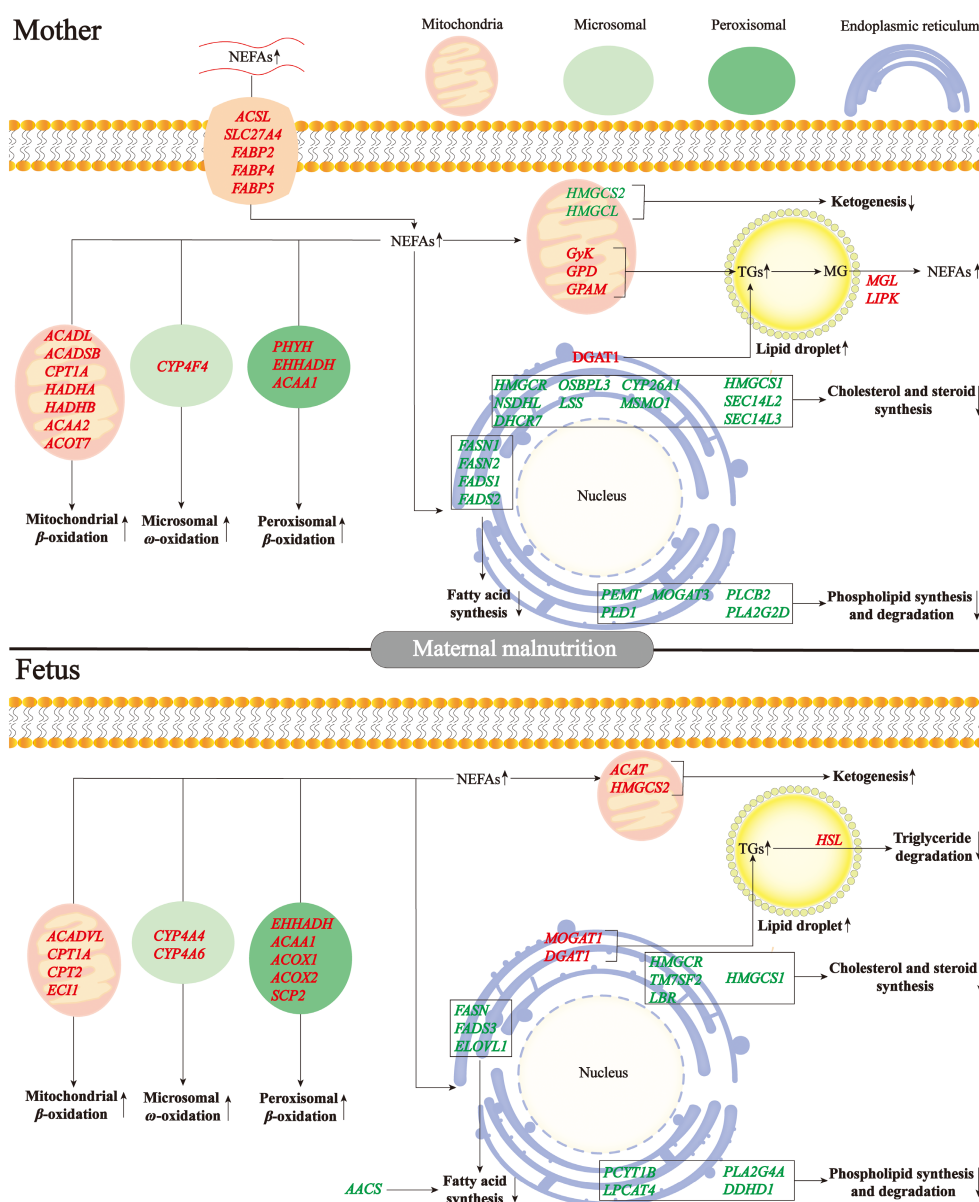 Mother
Mitochondria
Microsomal
Peroxisomal
Endoplasmic reticulum
NEFAs↑
ACSL
SLC27A4
FABP2
FABP4
FABP5
NEFAs↑
HMGCS2
HMGCL
Ketogenesis↓
GyK
GPD
GPAM
TGs↑
MG
NEFAs↑
MGL
LIPK
Lipid droplet↑
ACADL
ACADSB
CPT1A
HADHA
HADHB
ACAA2
ACOT7
CYP4F4
PHYH
EHHADH
ACAA1
DGAT1
HMGCR OSBPL3 CYP26A1 HMGCS1
NSDHL LSS MSMO1 SEC14L2
DHCR7 SEC14L3
Cholesterol and steroid
synthesis↓
FASN1
FASN2
FADS1
FADS2
Nucleus
Mitochondrial
β-oxidation↑
Microsomal
ω-oxidation↑
Peroxisomal
β-oxidation↑
Fatty acid
synthesis↓
PEMT MOGAT3 PLCB2
PLD1 PLA2G2D
Phospholipid synthesis
and degradation↓
Maternal malnutrition
Fetus
NEFAs↑
ACAT
HMGCS2
Ketogenesis↑
TGs↑
HSL
Triglyceride
degradation↓
Lipid droplet↑
ACADVL
CPT1A
CPT2
ECI1
CYP4A4
CYP4A6
EHHADH
ACAA1
ACOX1
ACOX2
SCP2
MOGAT1
DGAT1
HMGCR
TM7SF2 HMGCS1
LBR
Cholesterol and steroid
synthesis↓
FASN
FADS3
ELOVL1
Nucleus
Mitochondrial
β-oxidation↑
Microsomal
ω-oxidation↑
Peroxisomal
β-oxidation↑
AACS
Fatty acid
synthesis↓
PCYT1B PLA2G4A
LPCAT4 DDHD1
Phospholipid synthesis
and degradation↓